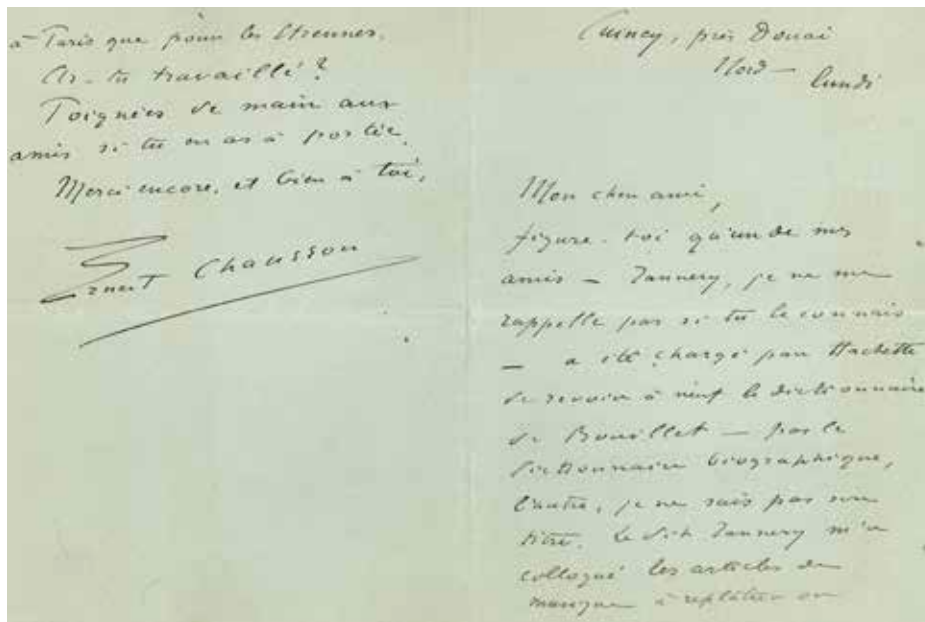 Cuincy, près Douai
Nord — lundi
Mon cher ami,
figure-toi qu'un de mes
amis — Tannery, je ne me
rappelle pas si tu le connais
— a été chargé par Hachette
de revoir à neuf le dictionnaire
de Bouillet — pas le
dictionnaire biographique,
l'autre, je ne sais pas son
titre. Le dit Tannery m'a
colloqué les articles de
musique à replâtrer ou
à Paris que pour les étrennes.
As-tu travaillé?
Poignées de main aux
amis si tu en as à portée.
Merci encore, et bien à toi,
Ernest Chausson